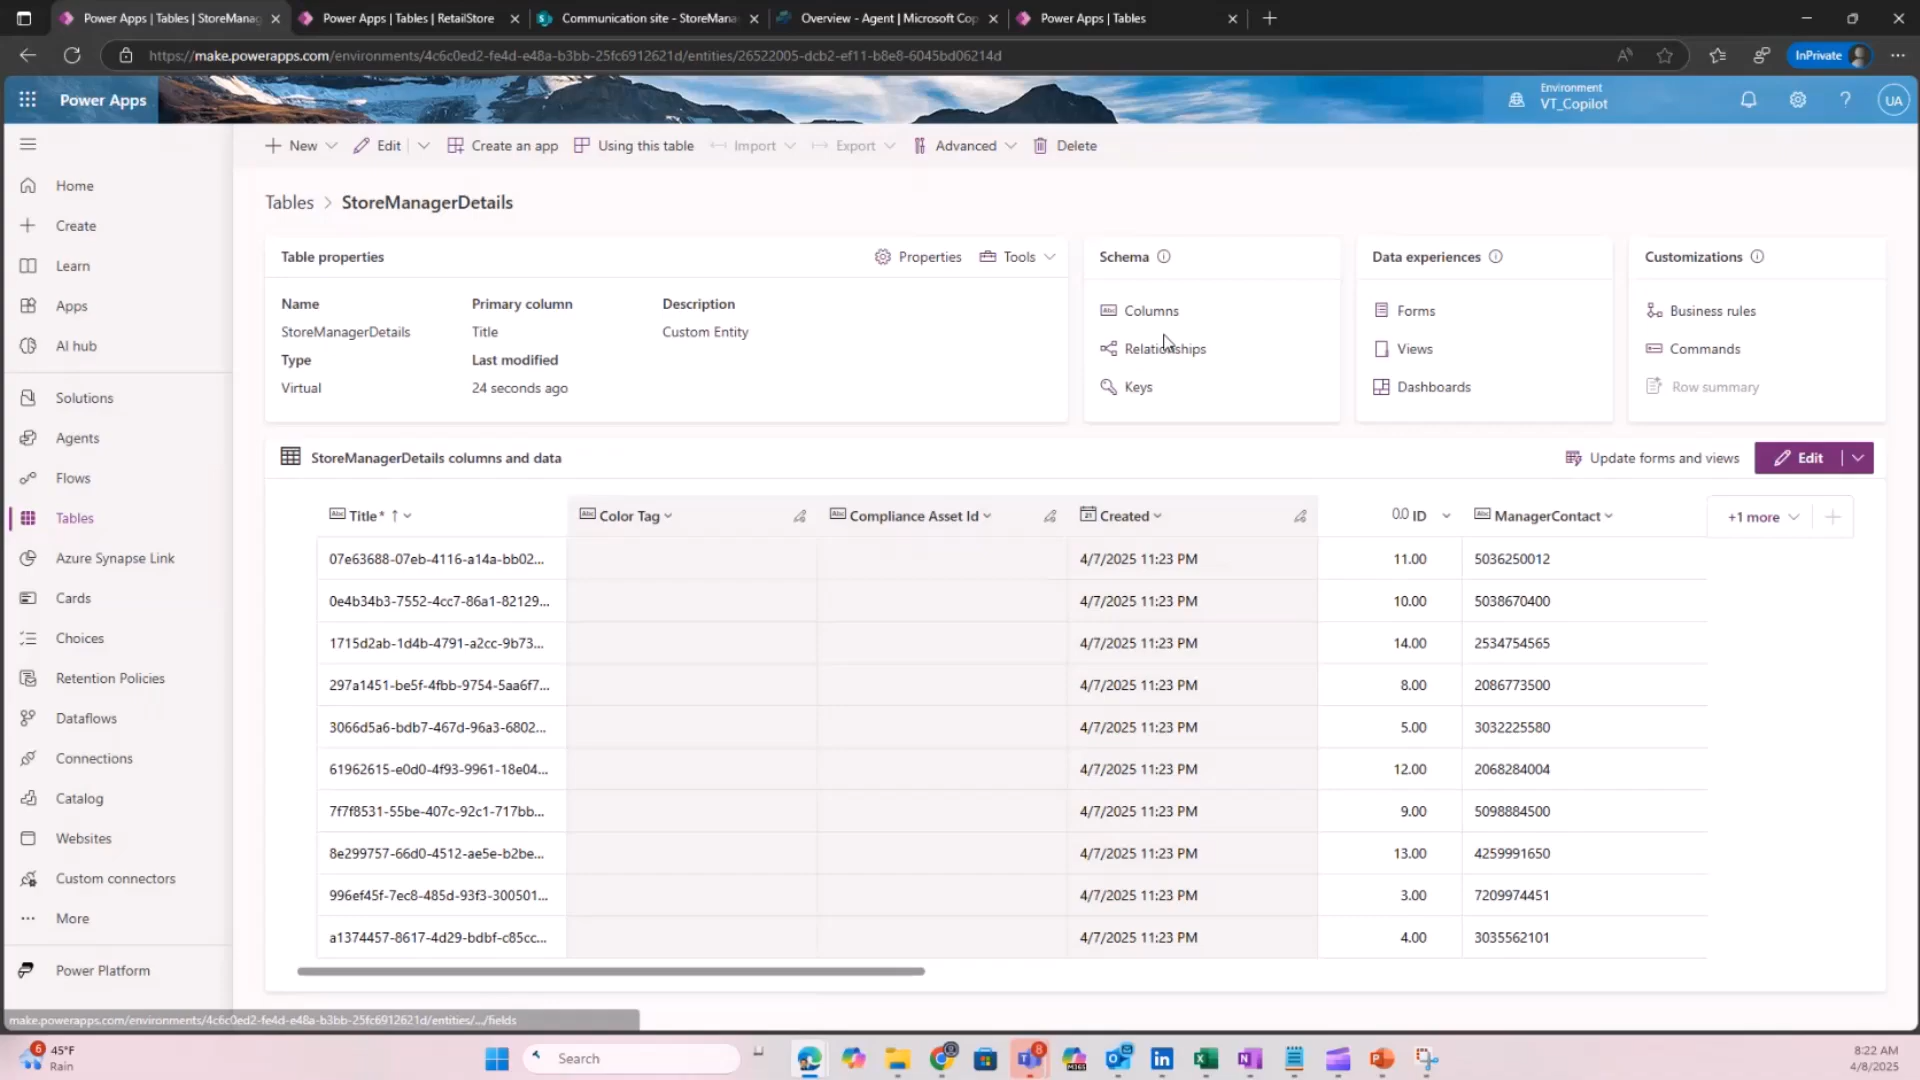 Power Apps | Tables | StoreManag
Power Apps | Tables | RetailStore
Communication site - StoreMana
Overview - Agent | Microsoft Cop
Power Apps | Tables
https://make.powerapps.com/environments/4c6c0ed2-fe4d-e48a-b3bb-25fc6912621d/entities/26522005-dcb2-ef11-b8e8-6045bd06214d
InPrivate
Power Apps
Environment
VT_Copilot
UA
New
Edit
Create an app
Using this table
Import
Export
Advanced
Delete
Home
Create
Learn
Apps
AI hub
Solutions
Agents
Flows
Tables
Azure Synapse Link
Cards
Choices
Retention Policies
Dataflows
Connections
Catalog
Websites
Custom connectors
More
Power Platform
Tables > StoreManagerDetails
Table properties
Properties
Tools
Name
Primary column
Description
StoreManagerDetails
Title
Custom Entity
Type
Last modified
Virtual
24 seconds ago
Schema
Columns
Relationships
Keys
Data experiences
Forms
Views
Dashboards
Customizations
Business rules
Commands
Row summary
StoreManagerDetails columns and data
Update forms and views
Edit
Title* ↑ Color Tag Compliance Asset Id Created ID ManagerContact +1 more
07e63688-07eb-4116-a14a-bb02... 4/7/2025 11:23 PM 11.00 5036250012
0e4b34b3-7552-4cc7-86a1-82129... 4/7/2025 11:23 PM 10.00 5038670400
1715d2ab-1d4b-4791-a2cc-9b73... 4/7/2025 11:23 PM 14.00 2534754565
297a1451-be5f-4fbb-9754-5aa6f7... 4/7/2025 11:23 PM 8.00 2086773500
3066d5a6-bdb7-467d-96a3-6802... 4/7/2025 11:23 PM 5.00 3032225580
61962615-e0d0-4f93-9961-18e04... 4/7/2025 11:23 PM 12.00 2068284004
7f7f8531-55be-407c-92c1-717bb... 4/7/2025 11:23 PM 9.00 5098884500
8e299757-66d0-4512-ae5e-b2be... 4/7/2025 11:23 PM 13.00 4259991650
996ef45f-7ec8-485d-93f3-300501... 4/7/2025 11:23 PM 3.00 7209974451
a1374457-8617-4d29-bdbf-c85cc... 4/7/2025 11:23 PM 4.00 3035562101
make.powerapps.com/environments/4c6c0ed2-fe4d-e48a-b3bb-25fc6912621d/entities/.../fields
6
45°F
Rain
Search
8
8:22 AM
4/8/2025